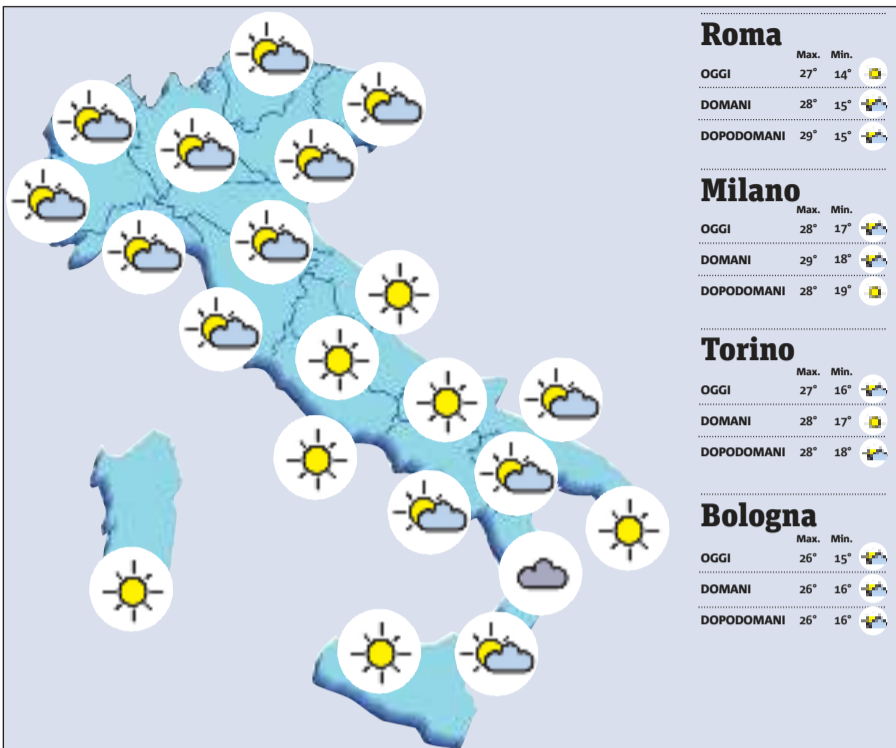 Roma
Max. Min.
OGGI 27° 14°
DOMANI 28° 15°
DOPODOMANI 29° 15°
Milano
Max. Min.
OGGI 28° 17°
DOMANI 29° 18°
DOPODOMANI 28° 19°
Torino
Max. Min.
OGGI 27° 16°
DOMANI 28° 17°
DOPODOMANI 28° 18°
Bologna
Max. Min.
OGGI 26° 15°
DOMANI 26° 16°
DOPODOMANI 26° 16°